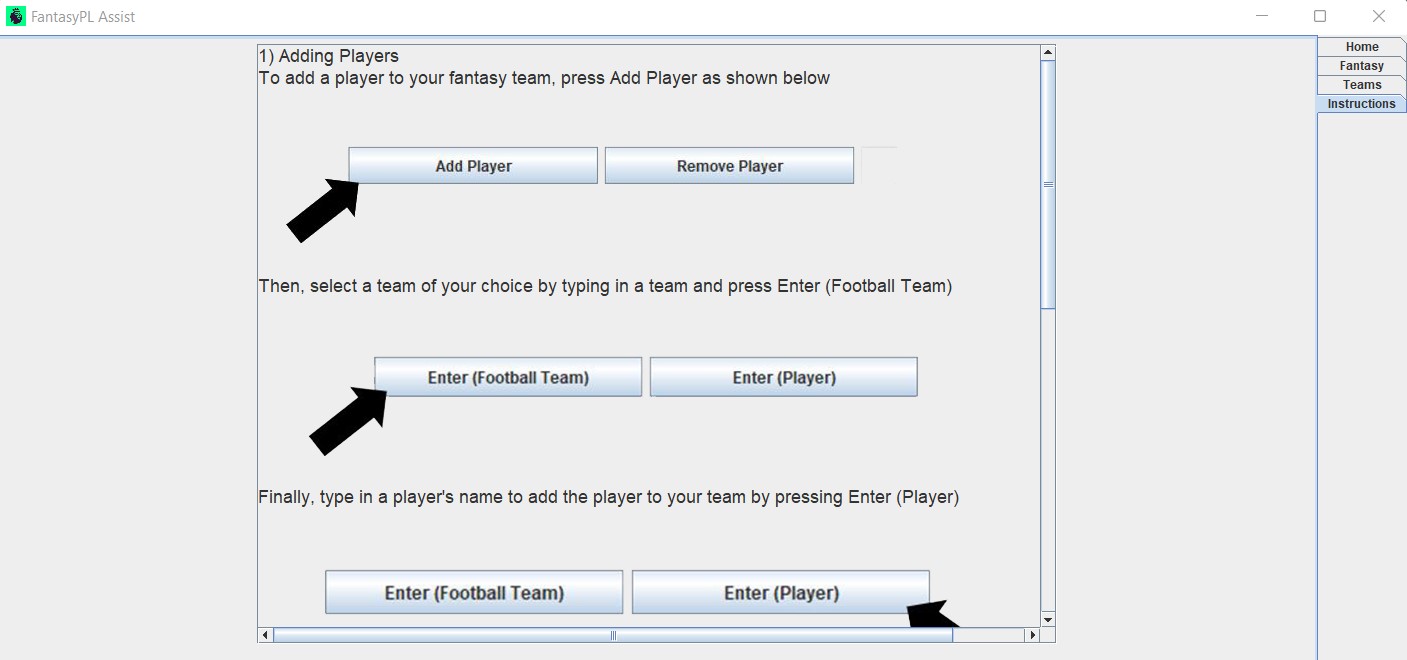 FantasyPL Assist
Home
Fantasy
Teams
Instructions
1) Adding Players
To add a player to your fantasy team, press Add Player as shown below
Add Player Remove Player
Then, select a team of your choice by typing in a team and press Enter (Football Team)
Enter (Football Team) Enter (Player)
Finally, type in a player's name to add the player to your team by pressing Enter (Player)
Enter (Football Team) Enter (Player)